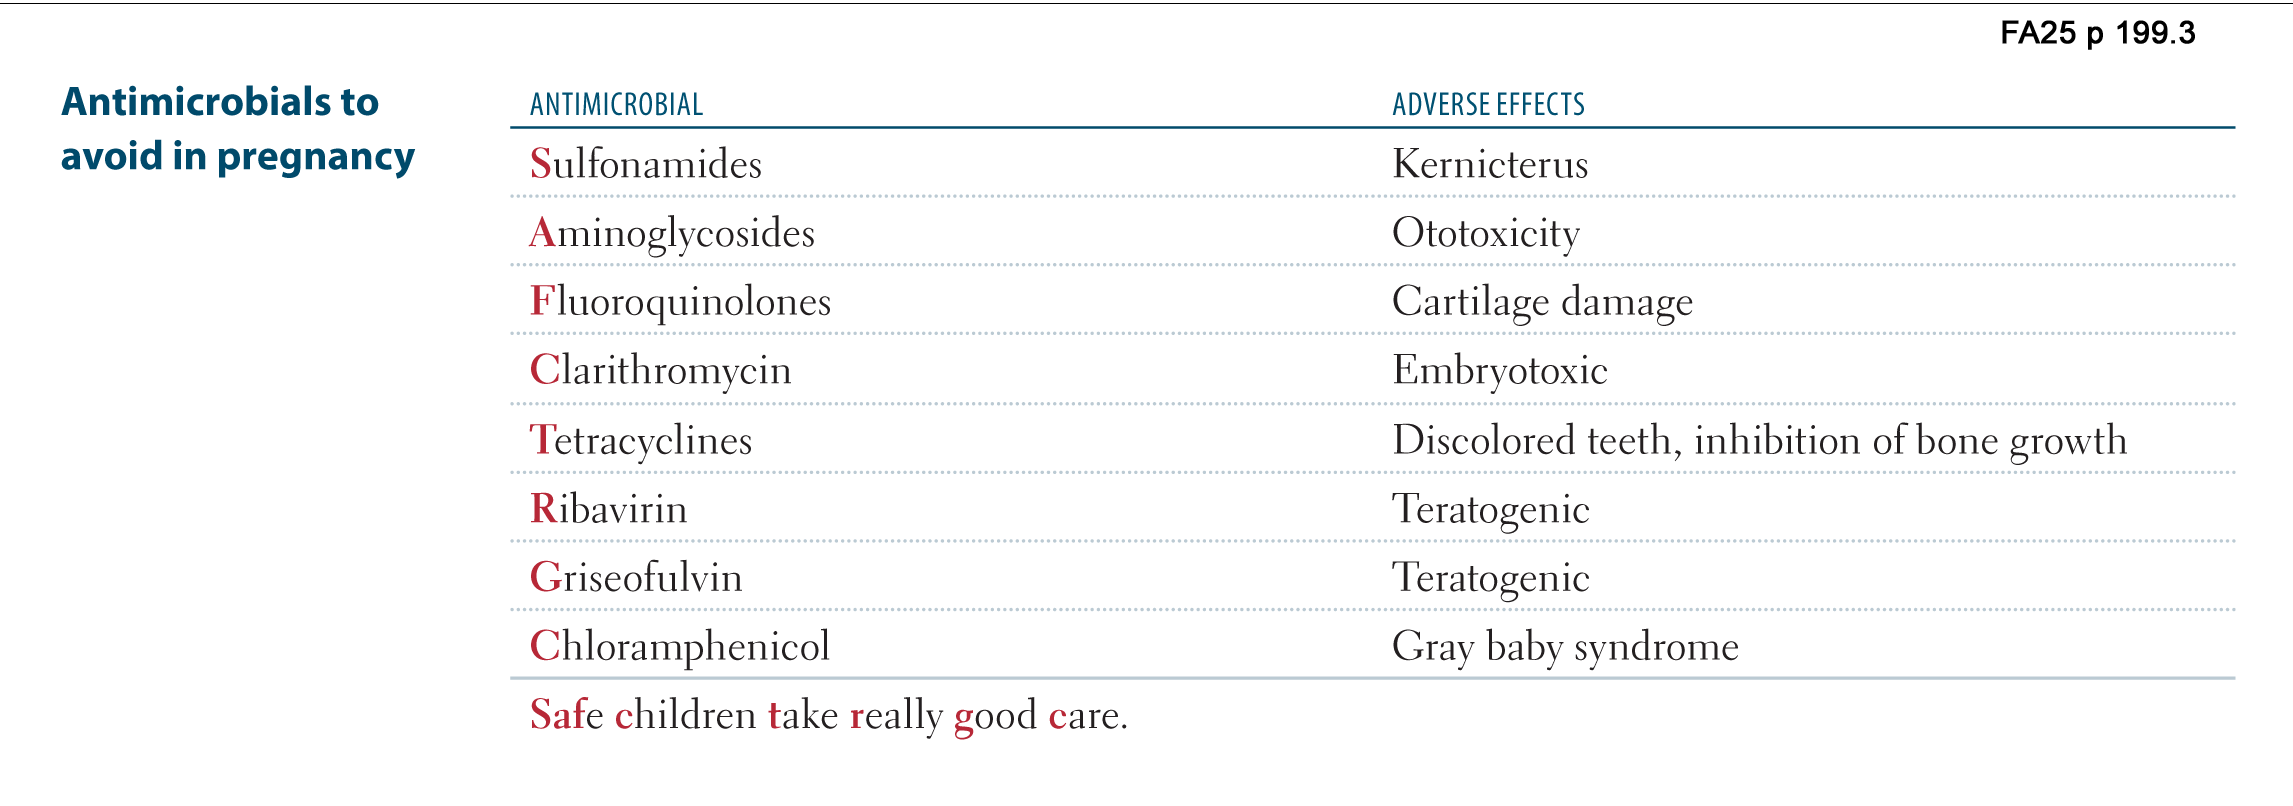 FA25 p 199.3
Antimicrobials to
avoid in pregnancy
ANTIMICROBIAL ADVERSE EFFECTS
Sulfonamides Kernicterus
Aminoglycosides Ototoxicity
Fluoroquinolones Cartilage damage
Clarithromycin Embryotoxic
Tetracyclines Discolored teeth, inhibition of bone growth
Ribavirin Teratogenic
Griseofulvin Teratogenic
Chloramphenicol Gray baby syndrome
Safe children take really good care.